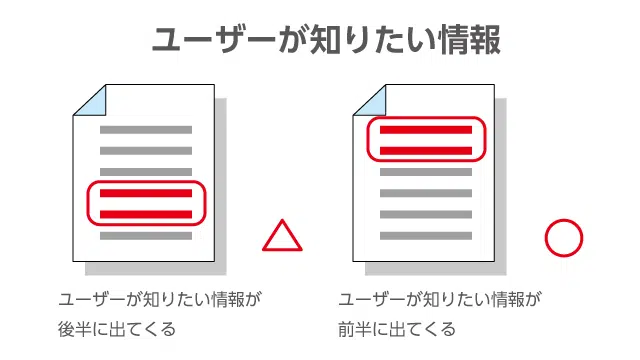 ユーザーが知りたい情報
ユーザーが知りたい情報が
後半に出てくる
ユーザーが知りたい情報が
前半に出てくる